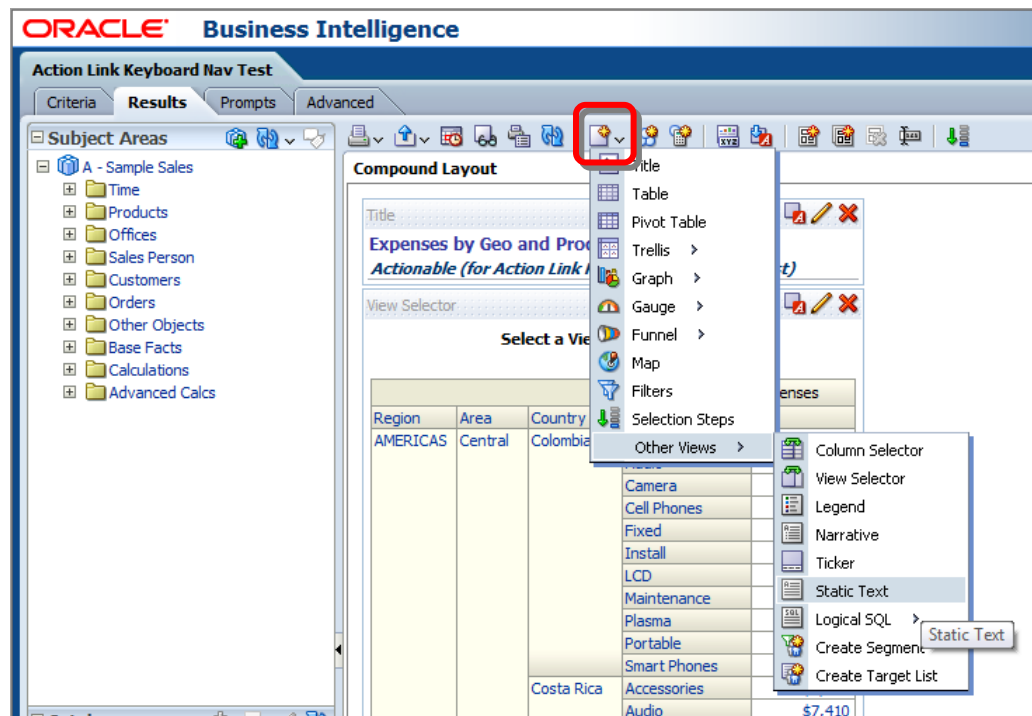 ORACLE Business Intelligence
Action Link Keyboard Nav Test
Criteria Results Prompts Advanced
Subject Areas
A - Sample Sales
Time
Products
Offices
Sales Person
Customers
Orders
Other Objects
Base Facts
Calculations
Advanced Calcs
Compound Layout
Title
Expenses by Geo and
Actionable (for Action Link
View Selector
Select a
Region Area Country
AMERICAS Central Colombia
Camera
Cell Phones
Fixed
Install
LCD
Maintenance
Plasma
Portable
Smart Phones
Costa Rica Accessories
Audio $7,410
Title
Table
Pivot Table
Trellis >
Graph >
Gauge >
Funnel >
Map
Filters
Selection Steps
Other Views >
Column Selector
View Selector
Legend
Narrative
Ticker
Static Text
Logical SQL >
Static Text
Create Segment
Create Target List